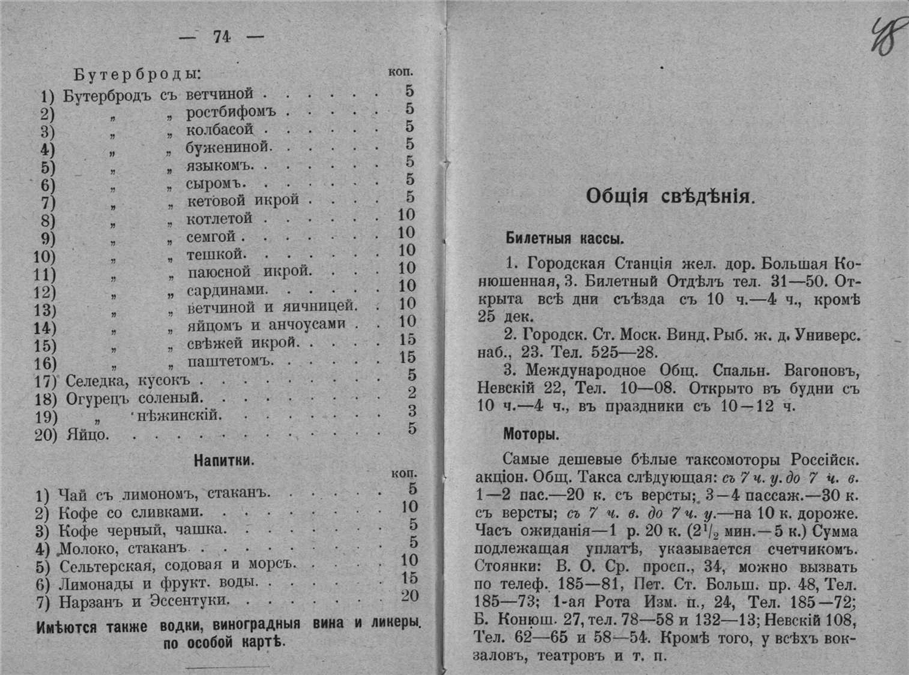 — 74 —
Бутерброды: коп.
1) Бутербродъ съ ветчиной . . . . . . 5
2) „ „ ростбифомъ . . . . . 5
3) „ „ колбасой . . . . . . 5
4) „ „ бужениной. . . . . . 5
5) „ „ языкомъ. . . . . . . 5
6) „ „ сыромъ. . . . . . . 5
7) „ „ кетовой икрой . . . . 5
8) „ „ котлетой . . . . . . 10
9) „ „ семгой . . . . . . . 10
10) „ „ тешкой. . . . . . . 10
11) „ „ паюсной икрой. . . . 10
12) „ „ сардинами. . . . . . 10
13) „ „ ветчиной и яичницей. . 10
14) „ „ яйцомъ и анчоусами . . 10
15) „ „ свѣжей икрой. . . . . 15
16) „ „ паштетомъ. . . . . . 15
17) Селедка, кусокъ . . . . . . . . . 5
18) Огурецъ соленый. . . . . . . . . 2
19) „ нѣжинскій. . . . . . . . 3
20) Яйцо. . . . . . . . . . . . . 5
Напитки.
коп.
1) Чай съ лимономъ, стаканъ. . . . . . 5
2) Кофе со сливками. . . . . . . . . 10
3) Кофе черный, чашка. . . . . . . . 5
4) Молоко, стаканъ . . . . . . . . . 5
5) Сельтерская, содовая и морсъ. . . . . 10
6) Лимонады и фрукт. воды. . . . . . . 15
7) Нарзанъ и Эссентуки. . . . . . . . 20
Имѣются также водки, виноградныя вина и ликеры.
по особой картѣ.
48
Общія свѣдѣнія.
Билетныя кассы.
1. Городская Станція жел. дор. Большая Ко-
нюшенная, 3. Билетный Отдѣлъ тел. 31—50. От-
крыта всѣ дни съѣзда съ 10 ч.—4 ч., кромѣ
25 дек.
2. Городск. Ст. Моск. Винд. Рыб. ж. д. Универс.
наб., 23. Тел. 525—28.
3. Международное Общ. Спальн. Вагоновъ,
Невскій 22, Тел. 10—08. Открыто въ будни съ
10 ч.—4 ч., въ праздники съ 10—12 ч.
Моторы.
Самые дешевые бѣлые таксомоторы Россійск.
акціон. Общ. Такса слѣдующая: съ 7 ч. у. до 7 ч. в.
1—2 пас.—20 к. съ версты; 3—4 пассаж.—30 к.
съ версты; съ 7 ч. в. до 7 ч. у.—на 10 к. дороже.
Часъ ожиданія—1 р. 20 к. (2½ мин.—5 к.) Сумма
подлежащая уплатѣ, указывается счетчикомъ.
Стоянки: В. О. Ср. просп., 34, можно вызвать
по телеф. 185—81, Пет. Ст. Больш. пр. 48, Тел.
185—73; 1-ая Рота Изм. п., 24, Тел. 185—72;
Б. Конюш. 27, тел. 78—58 и 132—13; Невскій 108,
Тел. 62—65 и 58—54. Кромѣ того, у всѣхъ вок-
заловъ, театровъ и т. п.